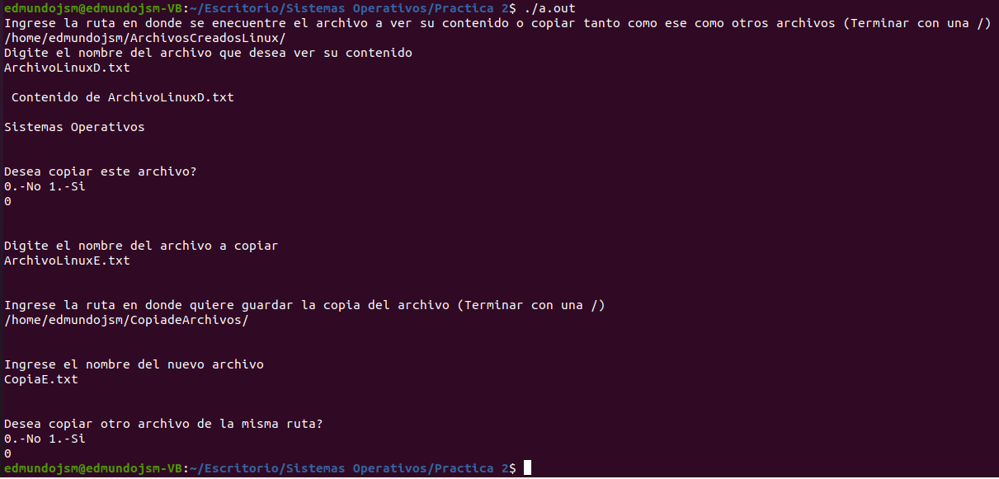 edmundojsm@edmundojsm-VB:~/Escritorio/Sistemas Operativos/Practica 2$ ./a.out
Ingrese la ruta en donde se enecuentre el archivo a ver su contenido o copiar tanto como ese como otros archivos (Terminar con una /)
/home/edmundojsm/ArchivosCreadosLinux/
Digite el nombre del archivo que desea ver su contenido
ArchivoLinuxD.txt
Contenido de ArchivoLinuxD.txt
Sistemas Operativos
Desea copiar este archivo?
0.-No 1.-Si
0
Digite el nombre del archivo a copiar
ArchivoLinuxE.txt
Ingrese la ruta en donde quiere guardar la copia del archivo (Terminar con una /)
/home/edmundojsm/CopiadeArchivos/
Ingrese el nombre del nuevo archivo
CopiaE.txt
Desea copiar otro archivo de la misma ruta?
0.-No 1.-Si
0
edmundojsm@edmundojsm-VB:~/Escritorio/Sistemas Operativos/Practica 2$